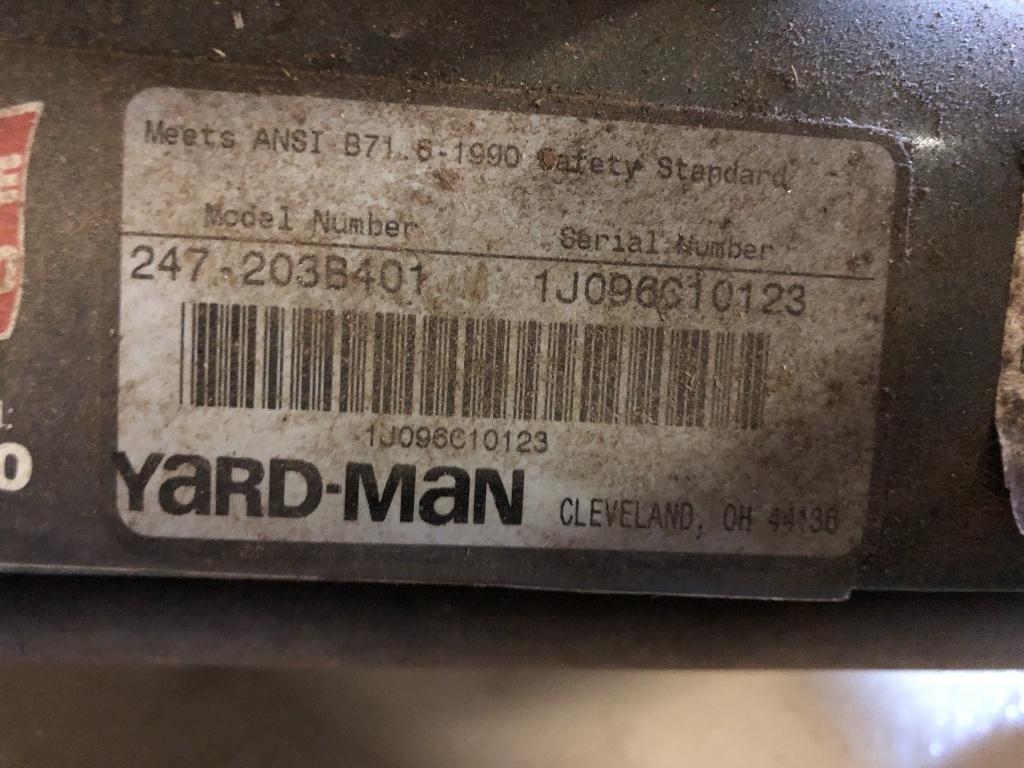 Meets ANSI B71.6-1990 Safety Standard
Model Number Serial Number
247-203B401 1J096C10123
1J096C10123
YaRD-MaN CLEVELAND, OH 44136
0